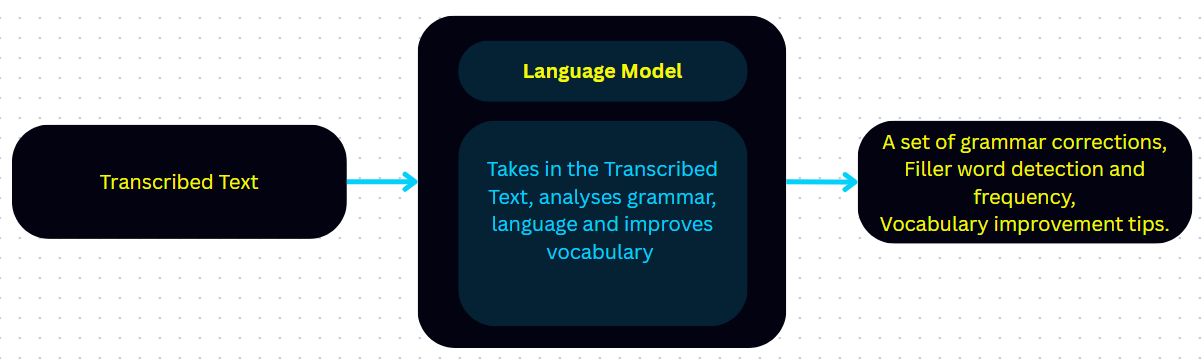 Transcribed Text
Language Model
Takes in the Transcribed
Text, analyses grammar,
language and improves
vocabulary
A set of grammar corrections,
Filler word detection and
frequency,
Vocabulary improvement tips.